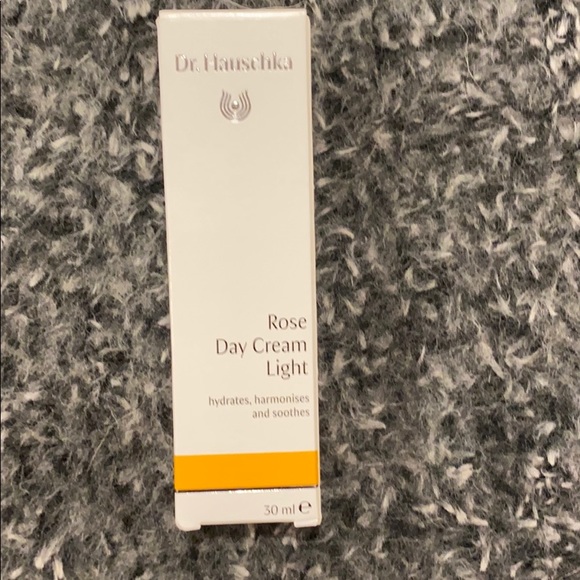 Dr. Hauschka
Rose
Day Cream
Light
hydrates, harmonises
and soothes
30 ml ℮